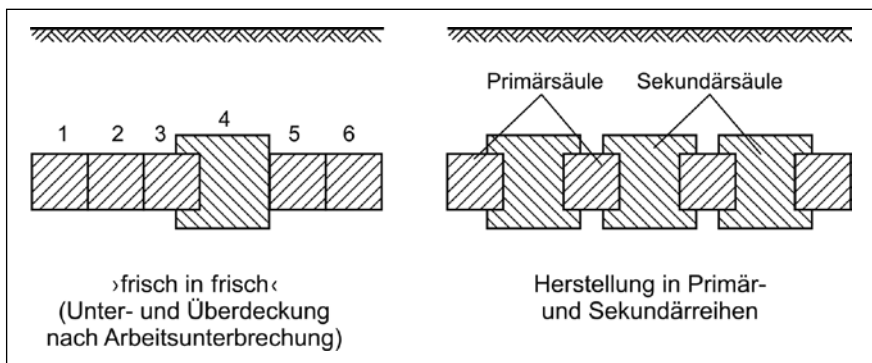 1 2 3 4 5 6
›frisch in frisch‹
(Unter- und Überdeckung
nach Arbeitsunterbrechung)
Primärsäule Sekundärsäule
Herstellung in Primär-
und Sekundärreihen